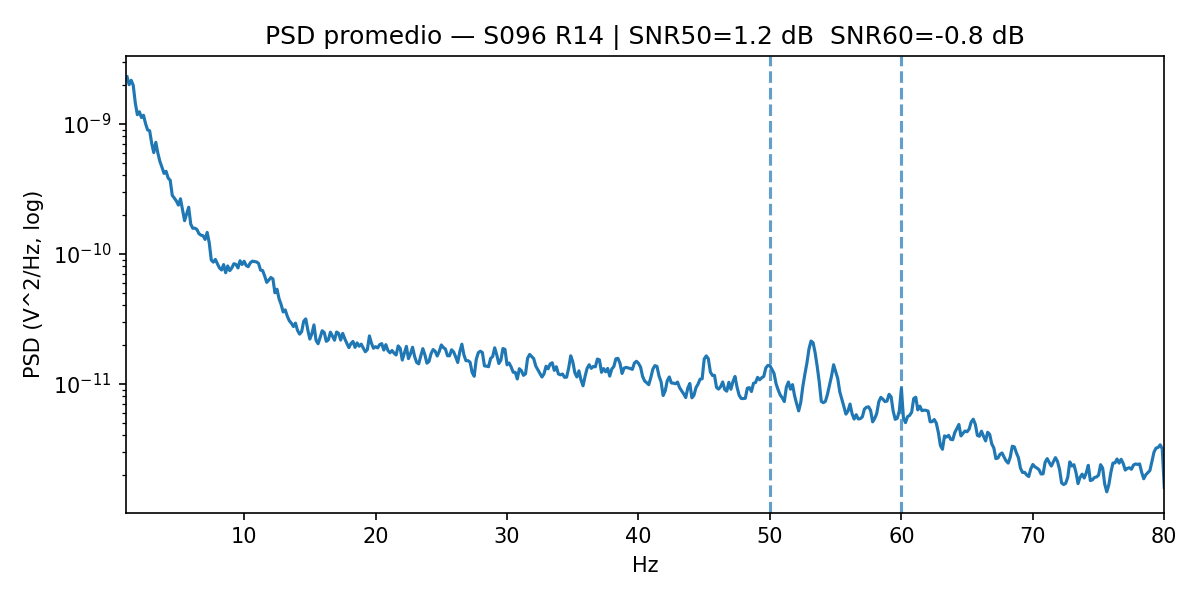 PSD promedio — S096 R14 | SNR50=1.2 dB  SNR60=-0.8 dB
PSD (V^2/Hz, log)
10⁻⁹
10⁻¹⁰
10⁻¹¹
10 20 30 40 50 60 70 80
Hz